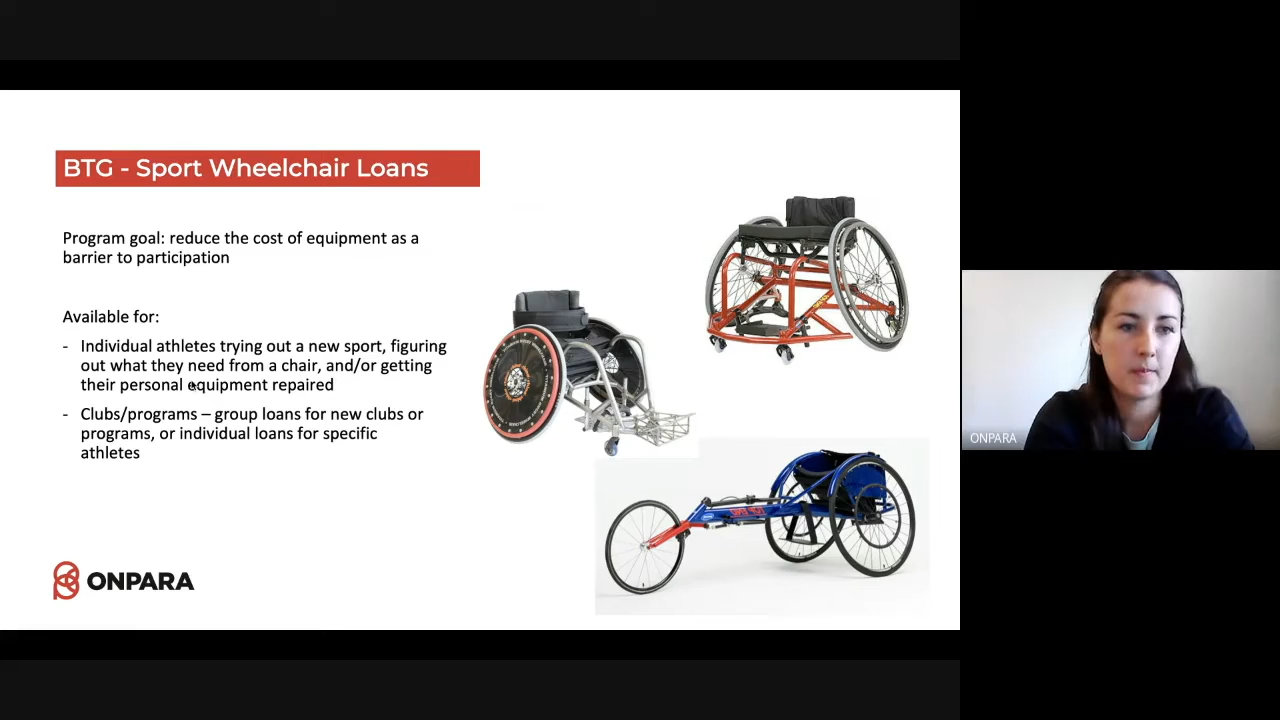 BTG - Sport Wheelchair Loans
Program goal: reduce the cost of equipment as a
barrier to participation
Available for:
- Individual athletes trying out a new sport, figuring
out what they need from a chair, and/or getting
their personal equipment repaired
- Clubs/programs – group loans for new clubs or
programs, or individual loans for specific
athletes
ONPARA
ONPARA